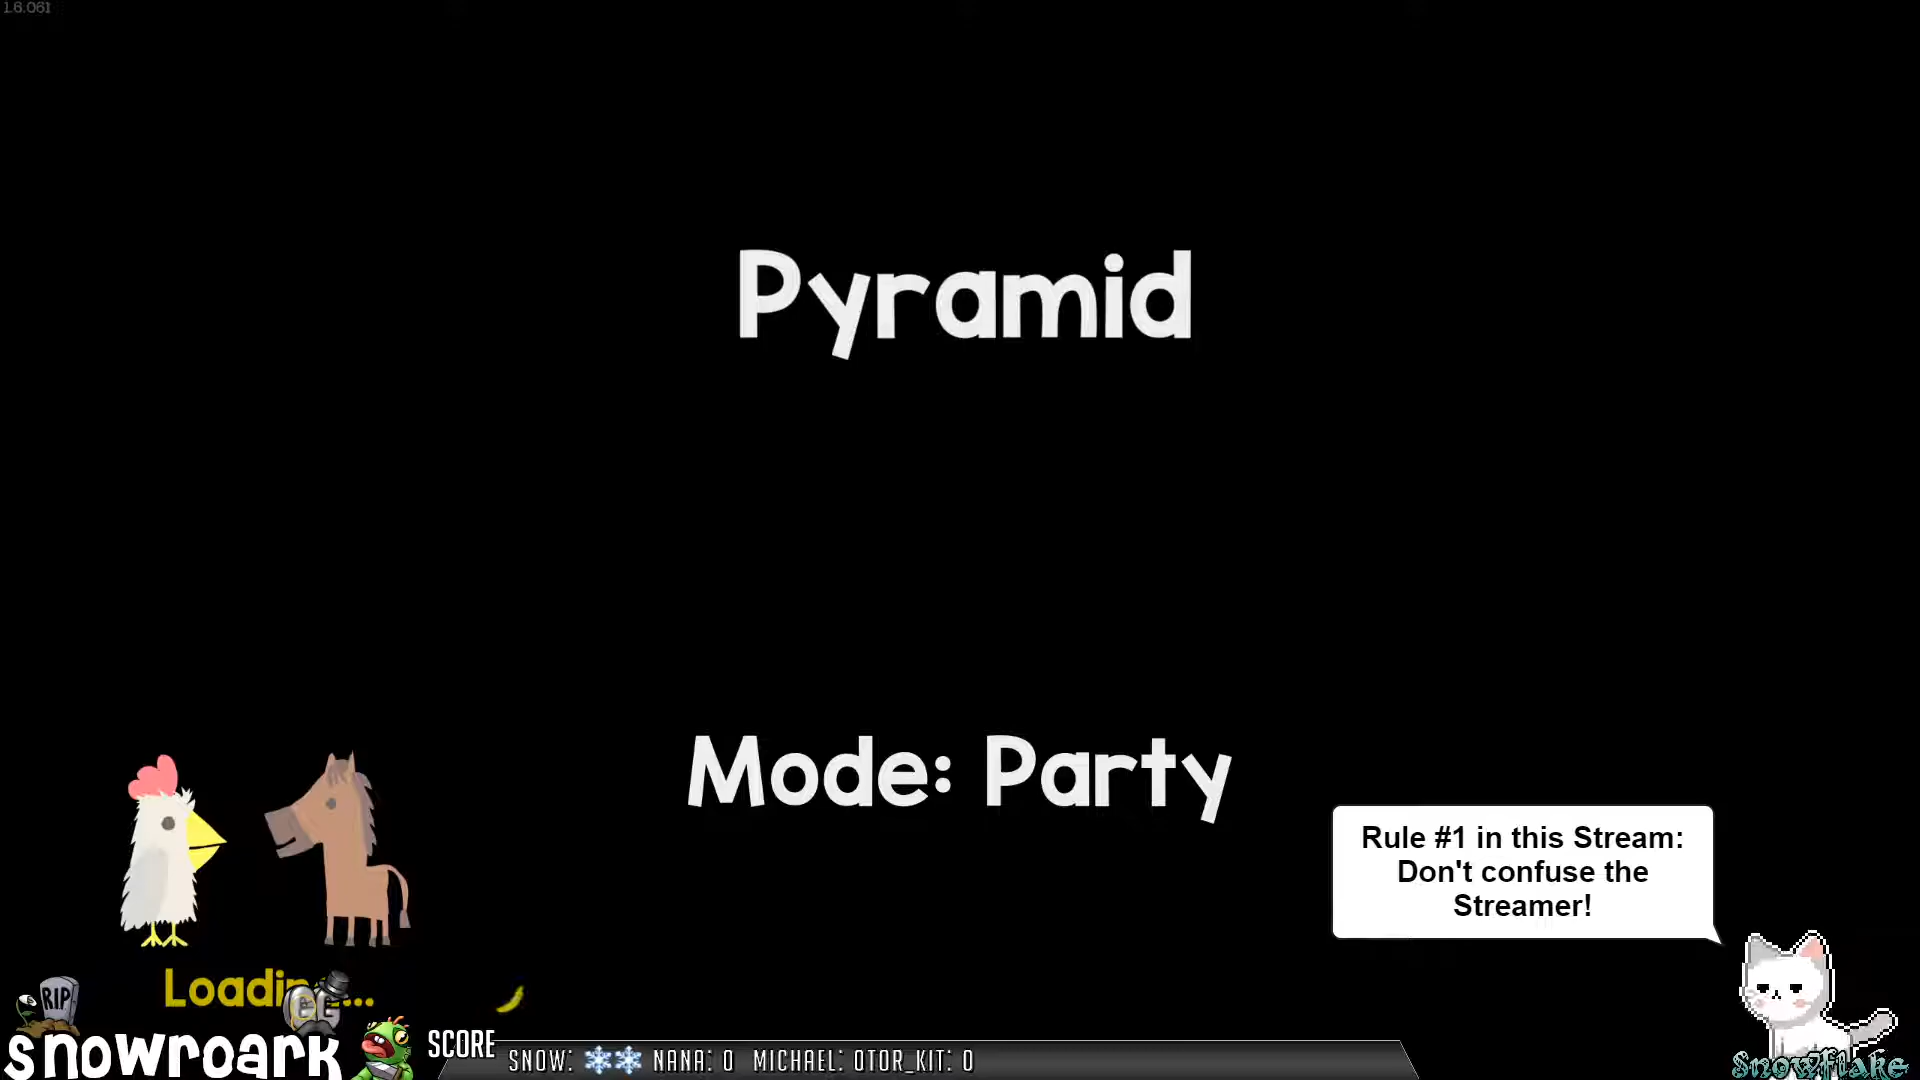 1.6.061
Pyramid
Mode: Party
Rule #1 in this Stream:
Don't confuse the
Streamer!
RIP
snowroark
SCORE
SNOW: ❄❄ NANA: 0 MICHAEL: OTOR_KIT: 0
Snowflake